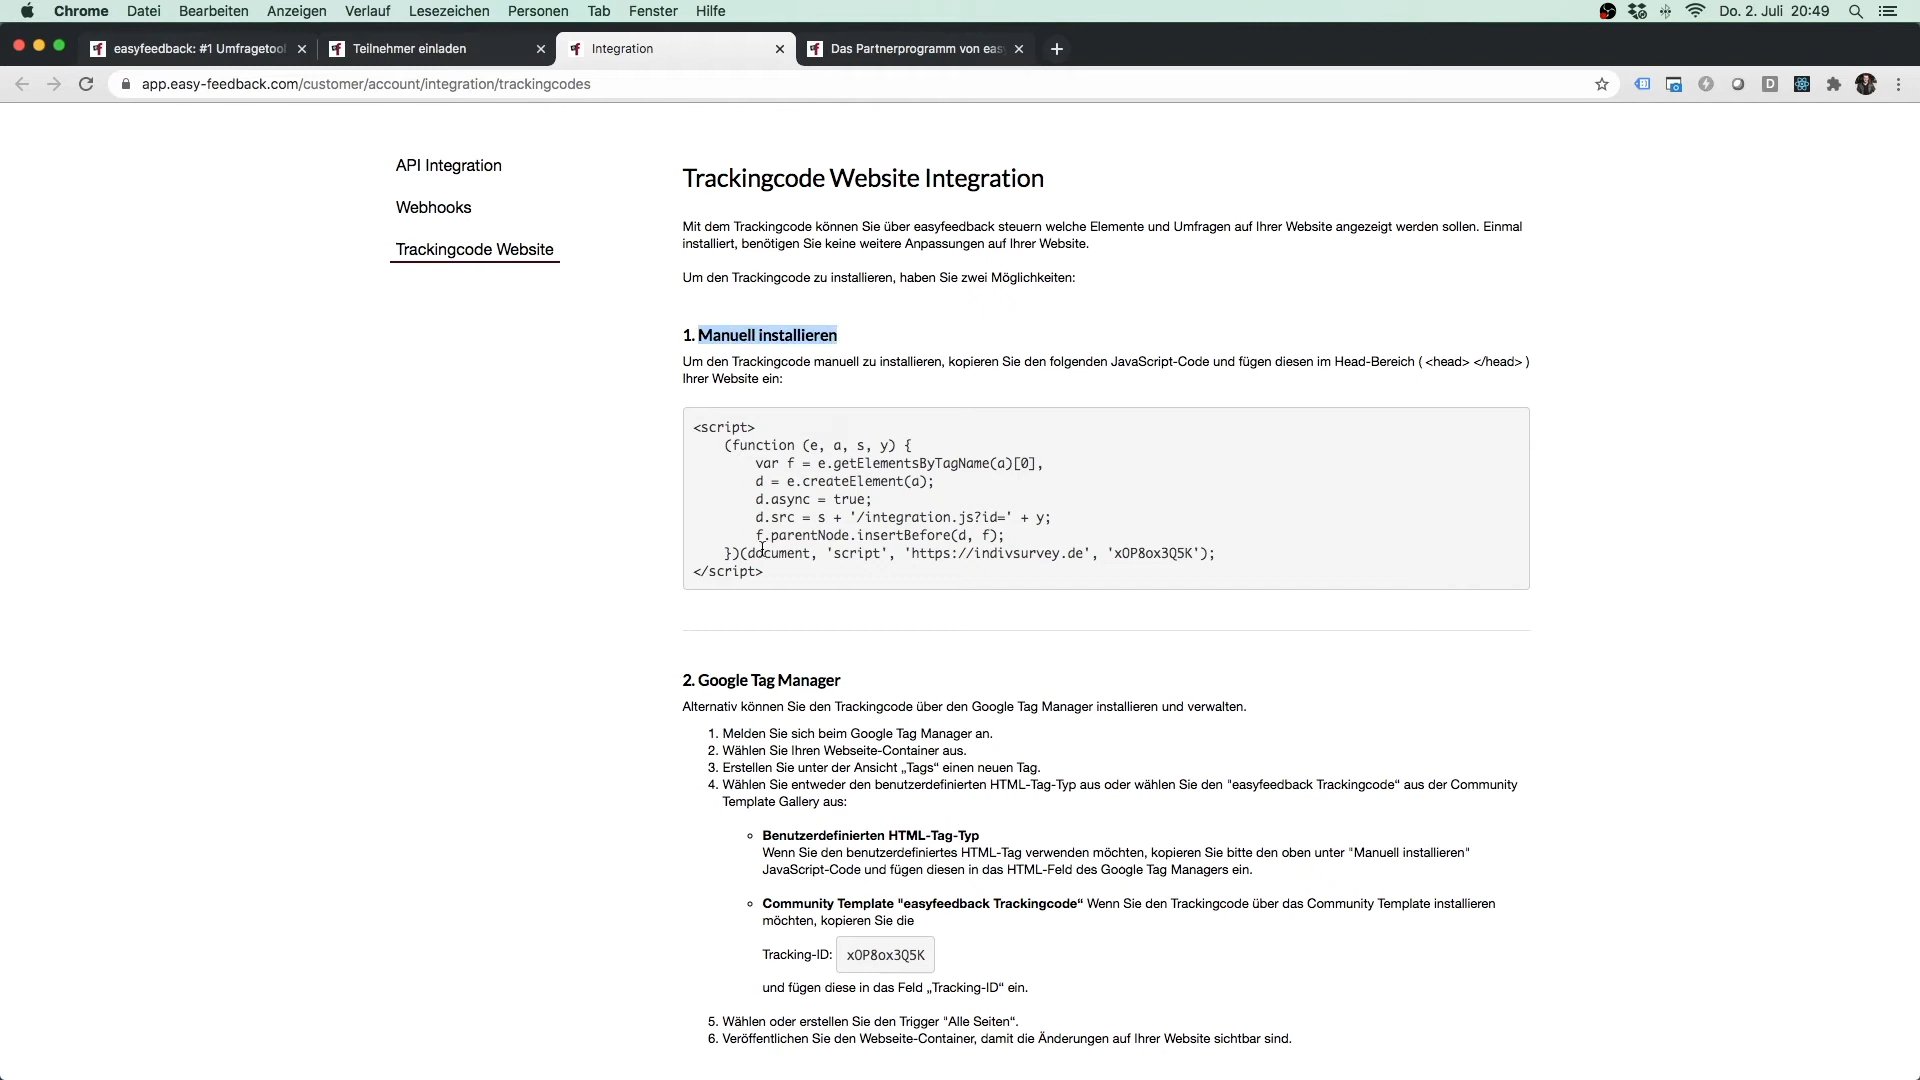 Chrome Datei Bearbeiten Anzeigen Verlauf Lesezeichen Personen Tab Fenster Hilfe Do. 2. Juli 20:49
easyfeedback: #1 Umfragetool Teilnehmer einladen Integration Das Partnerprogramm von eas
app.easy-feedback.com/customer/account/integration/trackingcodes
API Integration
Webhooks
Trackingcode Website
Trackingcode Website Integration
Mit dem Trackingcode können Sie über easyfeedback steuern welche Elemente und Umfragen auf Ihrer Website angezeigt werden sollen. Einmal
installiert, benötigen Sie keine weitere Anpassungen auf Ihrer Website.
Um den Trackingcode zu installieren, haben Sie zwei Möglichkeiten:
1. Manuell installieren
Um den Trackingcode manuell zu installieren, kopieren Sie den folgenden JavaScript-Code und fügen diesen im Head-Bereich ( <head> </head> )
Ihrer Website ein:
<script>
(function (e, a, s, y) {
var f = e.getElementsByTagName(a)[0],
d = e.createElement(a);
d.async = true;
d.src = s + '/integration.js?id=' + y;
f.parentNode.insertBefore(d, f);
})(document, 'script', 'https://indivsurvey.de', 'xOP8ox3Q5K');
</script>
2. Google Tag Manager
Alternativ können Sie den Trackingcode über den Google Tag Manager installieren und verwalten.
1. Melden Sie sich beim Google Tag Manager an.
2. Wählen Sie Ihren Webseite-Container aus.
3. Erstellen Sie unter der Ansicht „Tags“ einen neuen Tag.
4. Wählen Sie entweder den benutzerdefinierten HTML-Tag-Typ aus oder wählen Sie den "easyfeedback Trackingcode“ aus der Community
Template Gallery aus:
Benutzerdefinierten HTML-Tag-Typ
Wenn Sie den benutzerdefiniertes HTML-Tag verwenden möchten, kopieren Sie bitte den oben unter "Manuell installieren"
JavaScript-Code und fügen diesen in das HTML-Feld des Google Tag Managers ein.
Community Template "easyfeedback Trackingcode“ Wenn Sie den Trackingcode über das Community Template installieren
möchten, kopieren Sie die
Tracking-ID: xOP8ox3Q5K
und fügen diese in das Feld „Tracking-ID“ ein.
5. Wählen oder erstellen Sie den Trigger "Alle Seiten“.
6. Veröffentlichen Sie den Webseite-Container, damit die Änderungen auf Ihrer Website sichtbar sind.